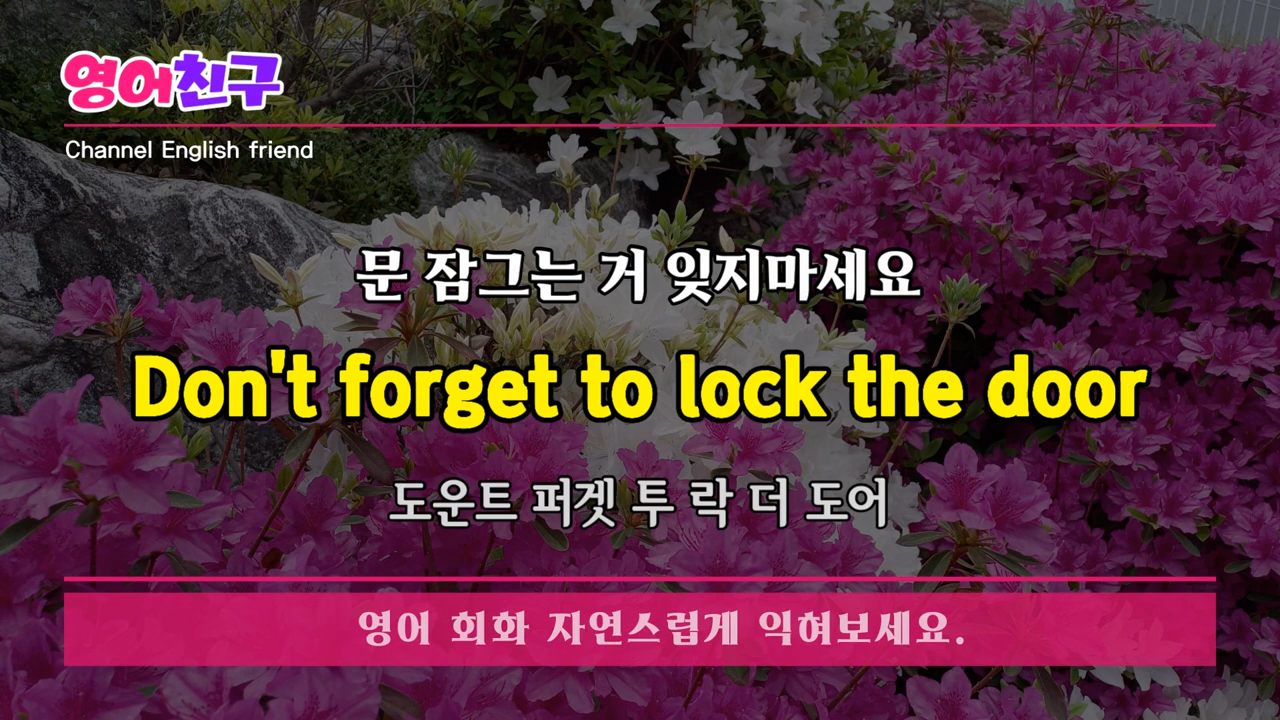 영어친구
Channel English friend
문 잠그는 거 잊지마세요
Don't forget to lock the door
도운트 퍼겟 투 락 더 도어
영어 회화 자연스럽게 익혀보세요.